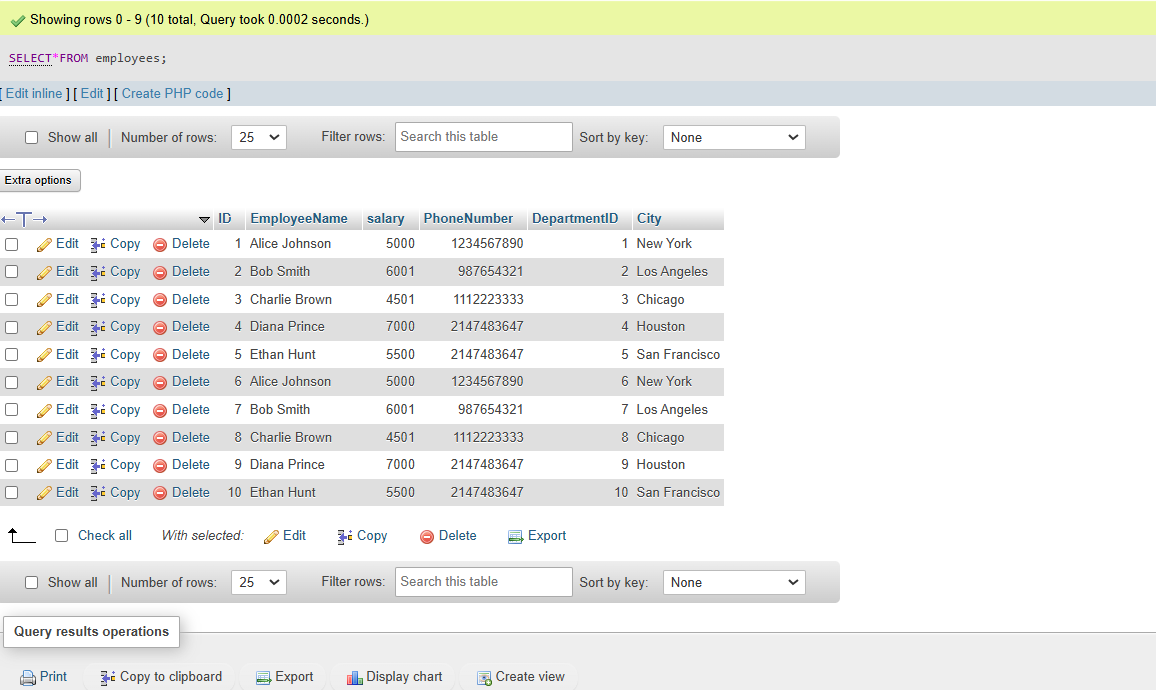 Showing rows 0 - 9 (10 total, Query took 0.0002 seconds.)
SELECT*FROM employees;
[ Edit inline ] [ Edit ] [ Create PHP code ]
Show all Number of rows: 25 Filter rows: Search this table Sort by key: None
Extra options
ID EmployeeName salary PhoneNumber DepartmentID City
Edit Copy Delete 1 Alice Johnson 5000 1234567890 1 New York
Edit Copy Delete 2 Bob Smith 6001 987654321 2 Los Angeles
Edit Copy Delete 3 Charlie Brown 4501 1112223333 3 Chicago
Edit Copy Delete 4 Diana Prince 7000 2147483647 4 Houston
Edit Copy Delete 5 Ethan Hunt 5500 2147483647 5 San Francisco
Edit Copy Delete 6 Alice Johnson 5000 1234567890 6 New York
Edit Copy Delete 7 Bob Smith 6001 987654321 7 Los Angeles
Edit Copy Delete 8 Charlie Brown 4501 1112223333 8 Chicago
Edit Copy Delete 9 Diana Prince 7000 2147483647 9 Houston
Edit Copy Delete 10 Ethan Hunt 5500 2147483647 10 San Francisco
Check all With selected: Edit Copy Delete Export
Show all Number of rows: 25 Filter rows: Search this table Sort by key: None
Query results operations
Print Copy to clipboard Export Display chart Create view